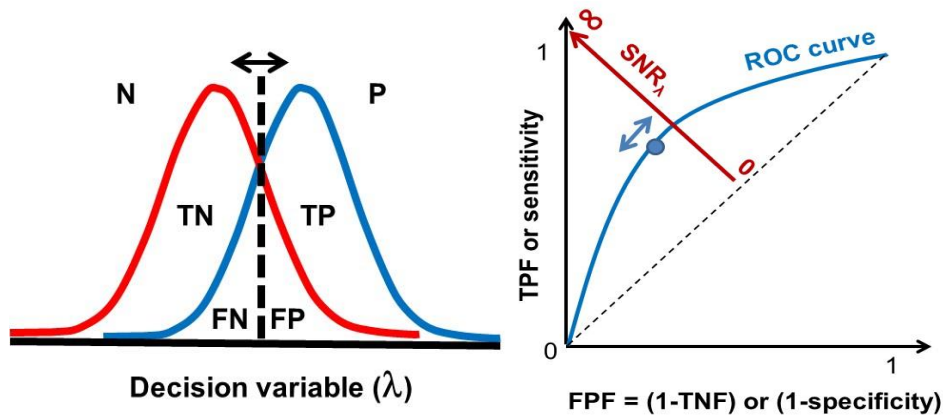 N
P
TN
TP
FN
FP
Decision variable (λ)
∞
SNRλ
0
ROC curve
1
TPF or sensitivity
0
1
FPF = (1-TNF) or (1-specificity)